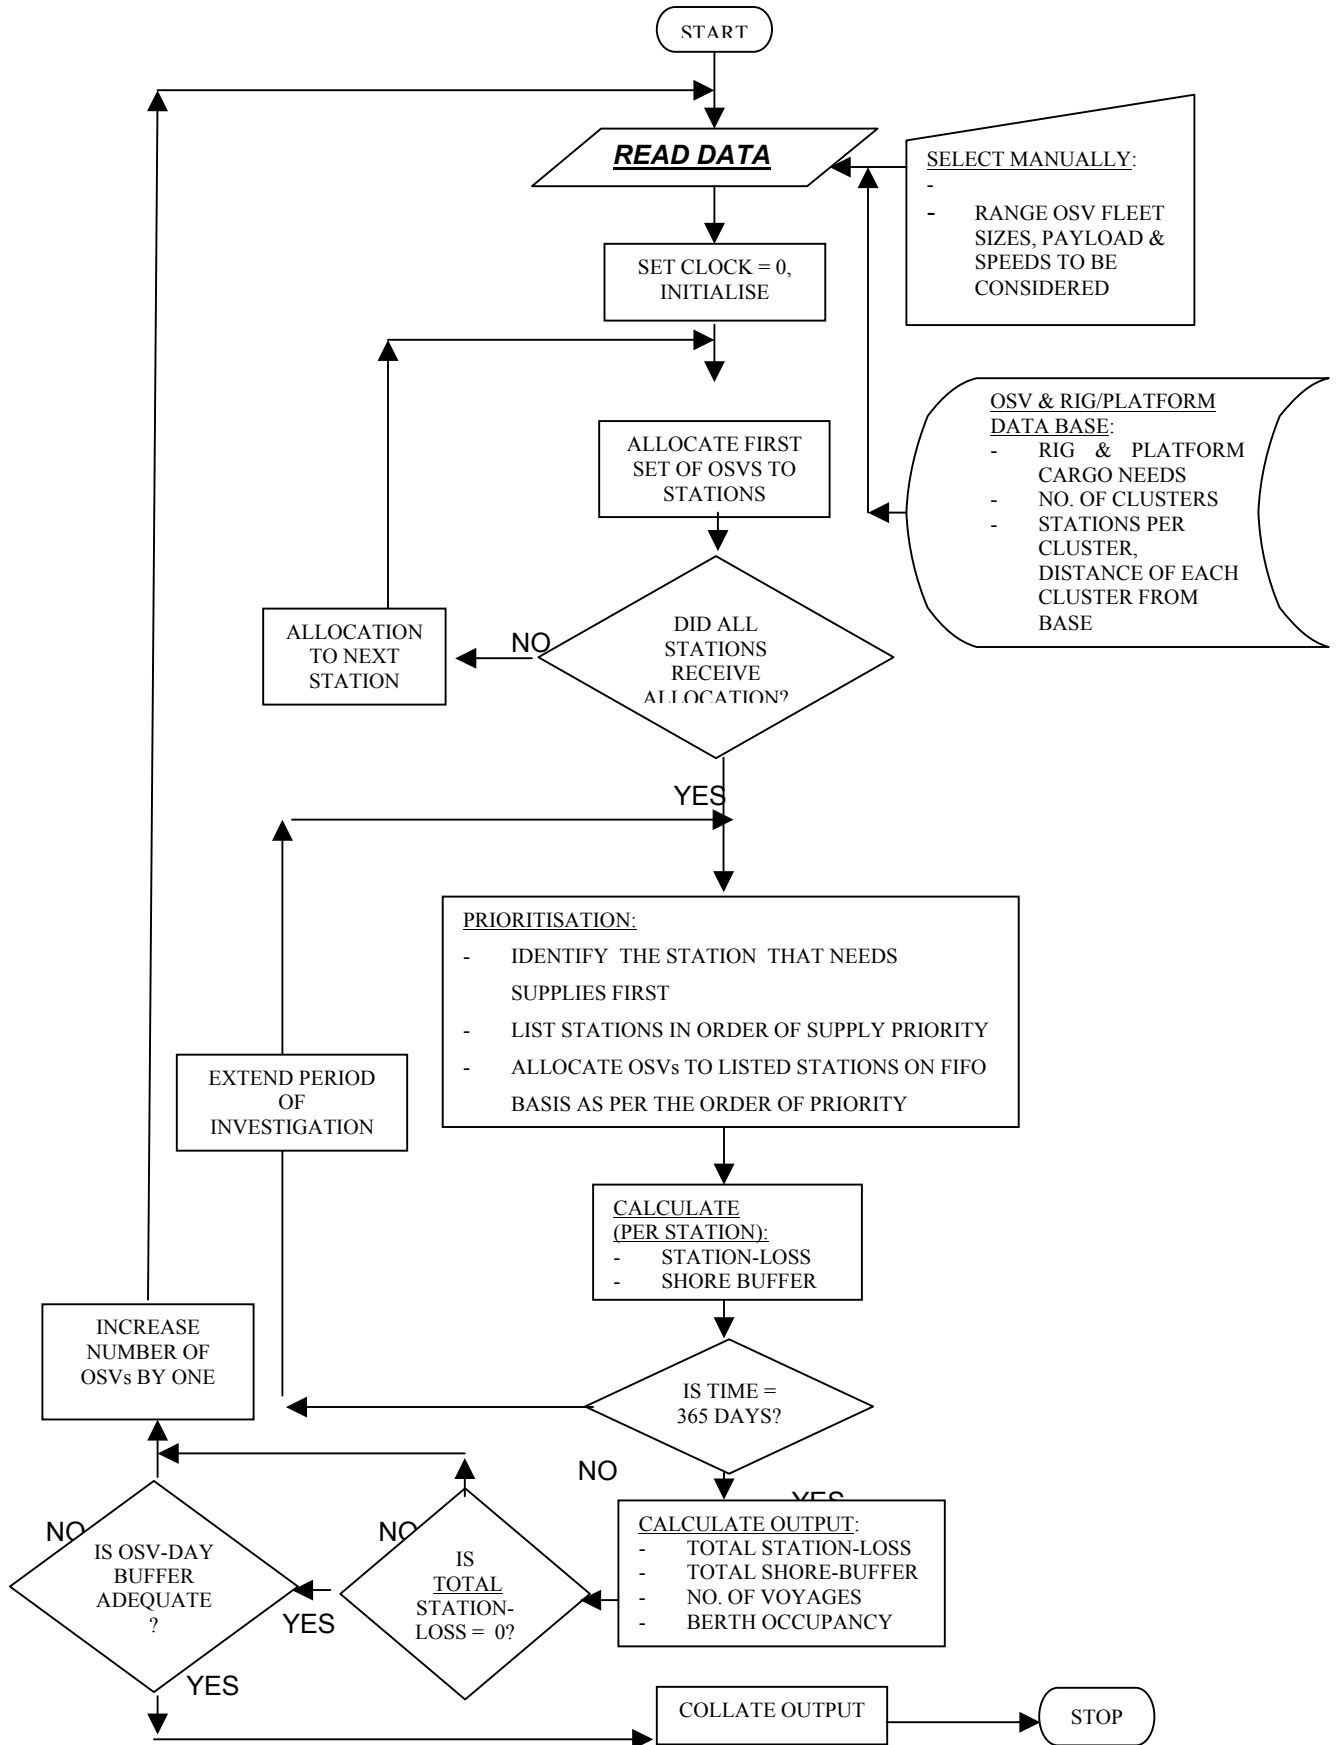 START
READ DATA
SELECT MANUALLY:
-
- RANGE OSV FLEET
SIZES, PAYLOAD &
SPEEDS TO BE
CONSIDERED
SET CLOCK = 0,
INITIALISE
OSV & RIG/PLATFORM
DATA BASE:
- RIG & PLATFORM
CARGO NEEDS
- NO. OF CLUSTERS
- STATIONS PER
CLUSTER,
DISTANCE OF EACH
CLUSTER FROM
BASE
ALLOCATE FIRST
SET OF OSVS TO
STATIONS
DID ALL
STATIONS
RECEIVE
ALLOCATION?
NO
ALLOCATION
TO NEXT
STATION
YES
PRIORITISATION:
- IDENTIFY THE STATION THAT NEEDS
SUPPLIES FIRST
- LIST STATIONS IN ORDER OF SUPPLY PRIORITY
- ALLOCATE OSVs TO LISTED STATIONS ON FIFO
BASIS AS PER THE ORDER OF PRIORITY
EXTEND PERIOD
OF
INVESTIGATION
CALCULATE
(PER STATION):
- STATION-LOSS
- SHORE BUFFER
INCREASE
NUMBER OF
OSVs BY ONE
IS TIME =
365 DAYS?
NO
YES
CALCULATE OUTPUT:
- TOTAL STATION-LOSS
- TOTAL SHORE-BUFFER
- NO. OF VOYAGES
- BERTH OCCUPANCY
NO
IS
TOTAL
STATION-
LOSS = 0?
YES
NO
IS OSV-DAY
BUFFER
ADEQUATE
?
YES
COLLATE OUTPUT
STOP